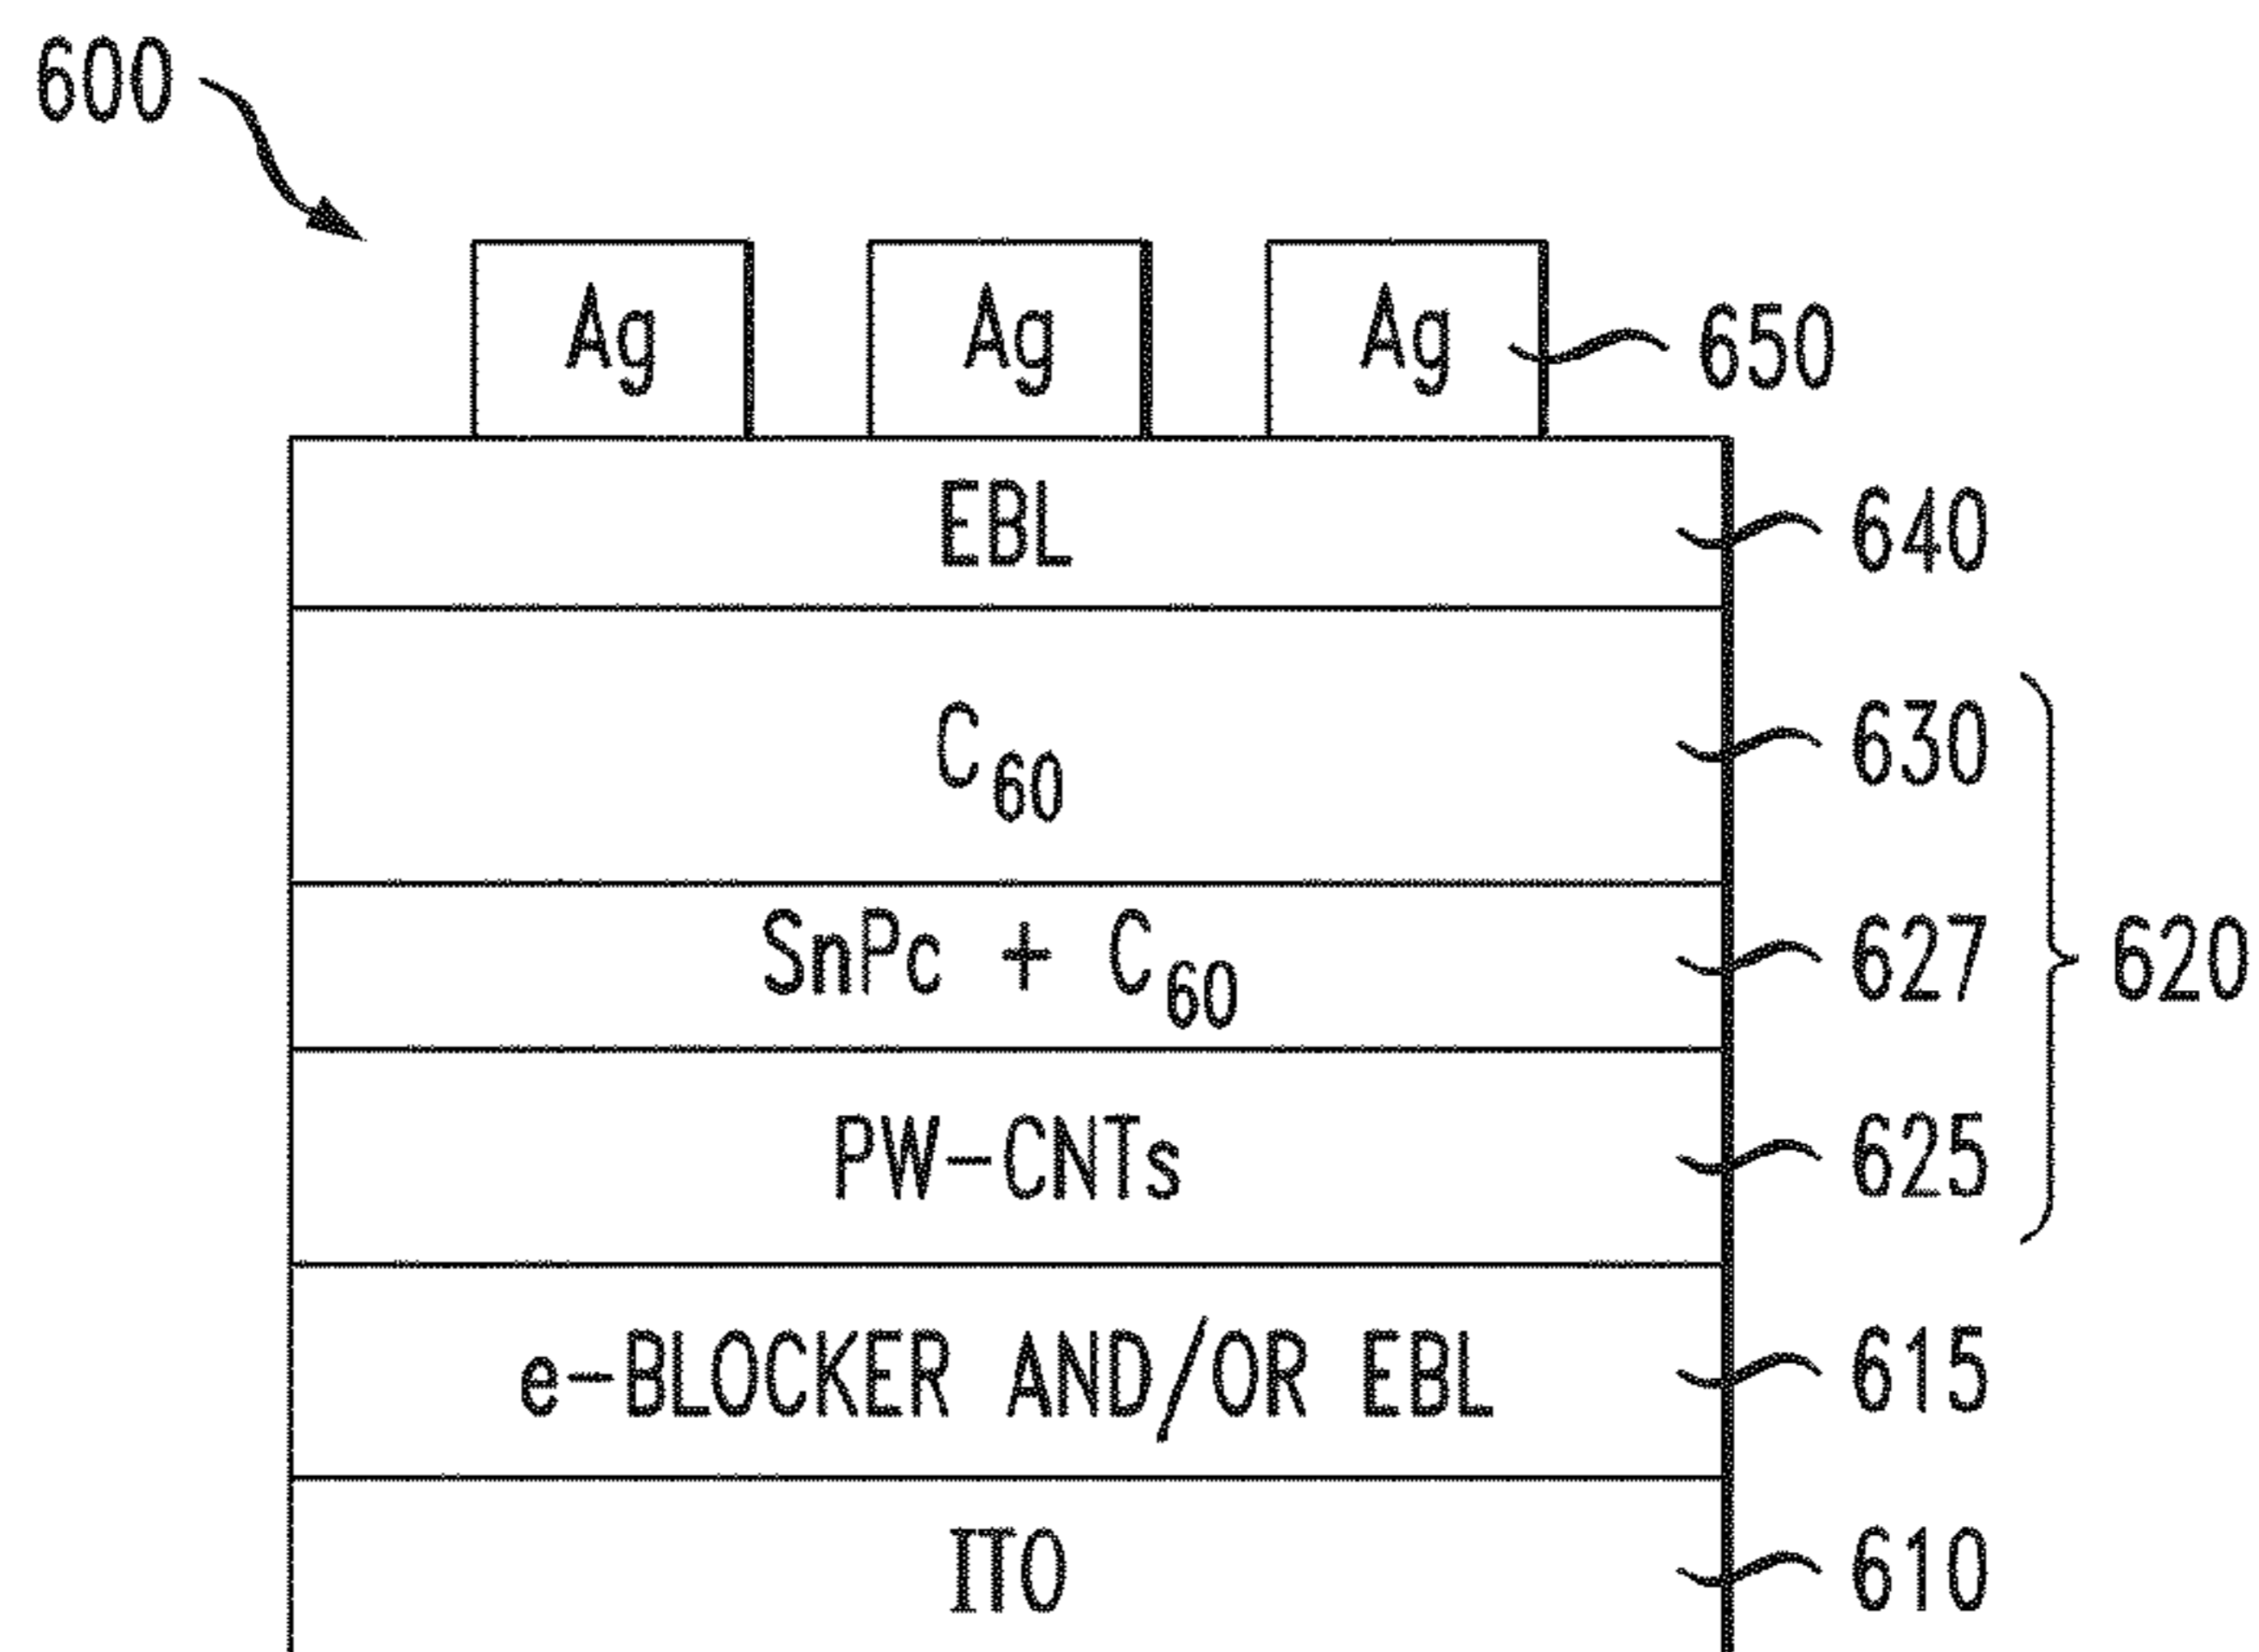 600
Ag Ag Ag 650
EBL 640
C₆₀ 630
SnPc + C₆₀ 627 620
PW-CNTs 625
e-BLOCKER AND/OR EBL 615
ITO 610